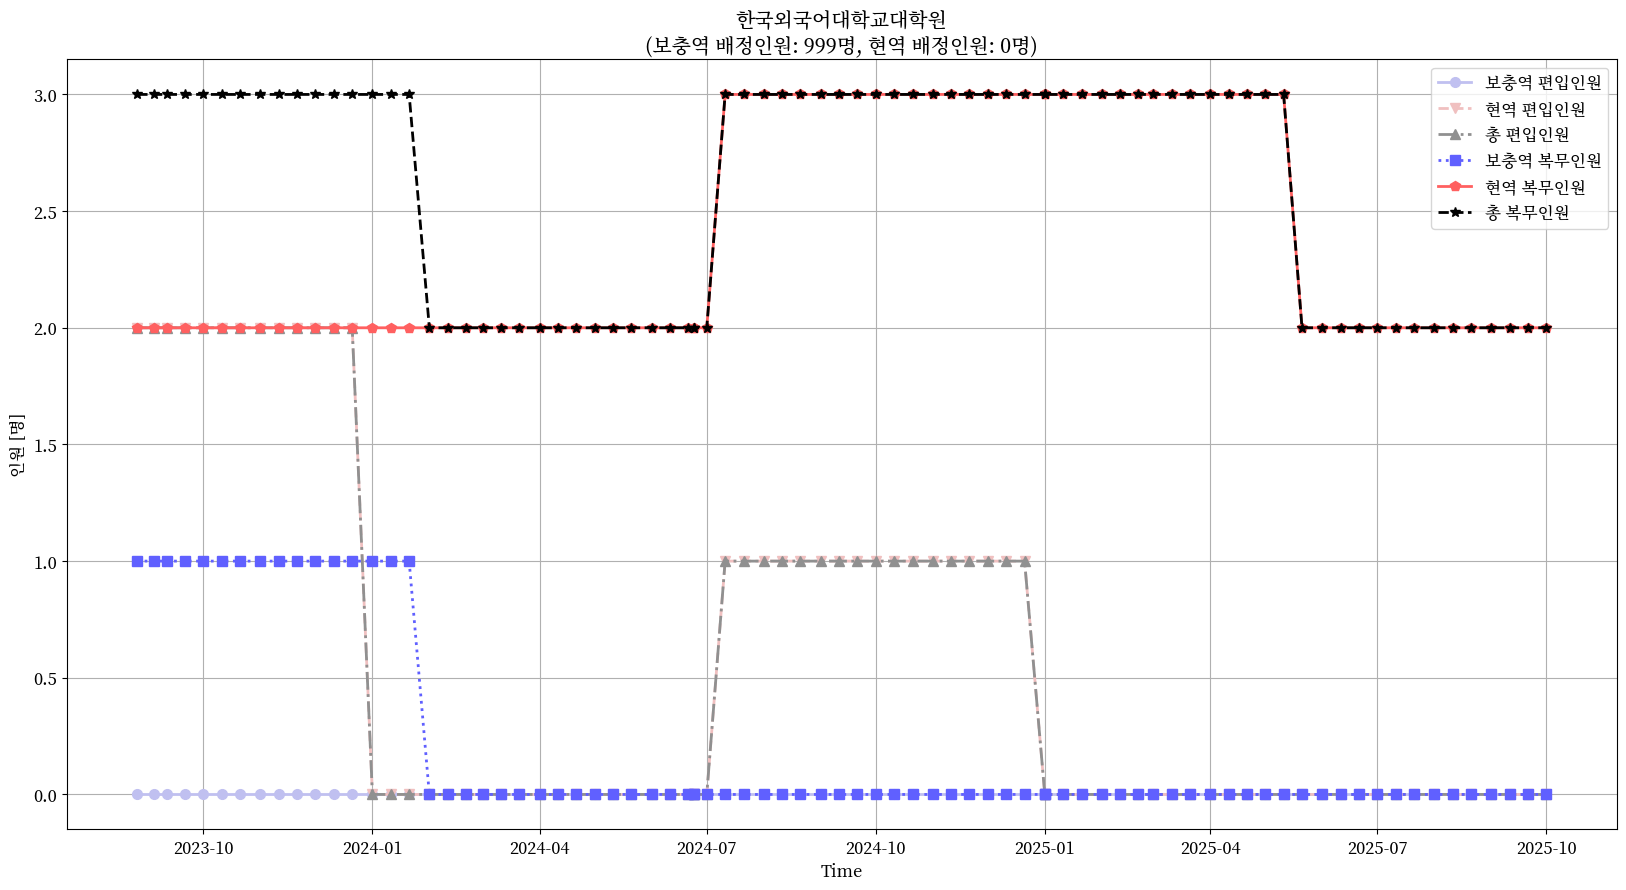 한국외국어대학교대학원
(보충역 배정인원: 999명, 현역 배정인원: 0명)
보충역 편입인원
현역 편입인원
총 편입인원
보충역 복무인원
현역 복무인원
총 복무인원
3.0
2.5
2.0
1.5
1.0
0.5
0.0
인원 [명]
2023-10
2024-01
2024-04
2024-07
2024-10
2025-01
2025-04
2025-07
2025-10
Time